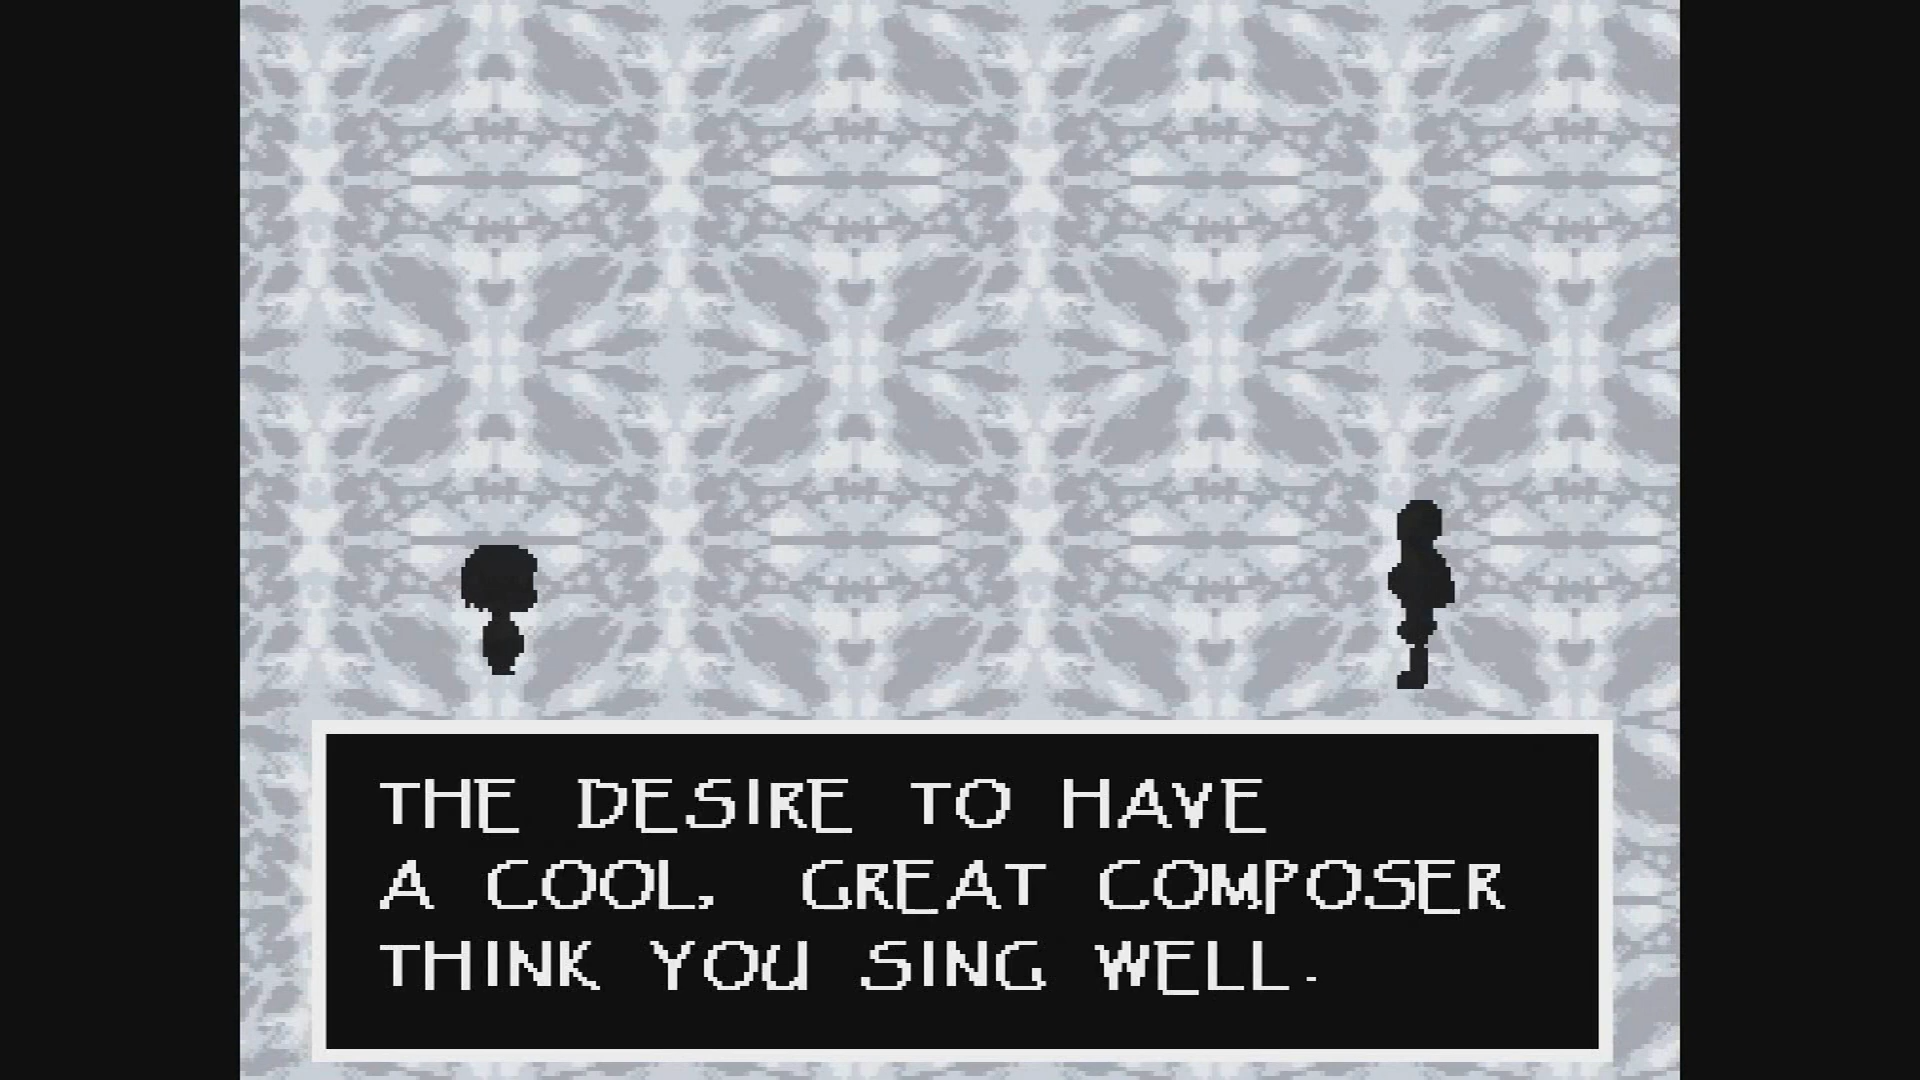 THE DESIRE TO HAVE
A COOL, GREAT COMPOSER
THINK YOU SING WELL.